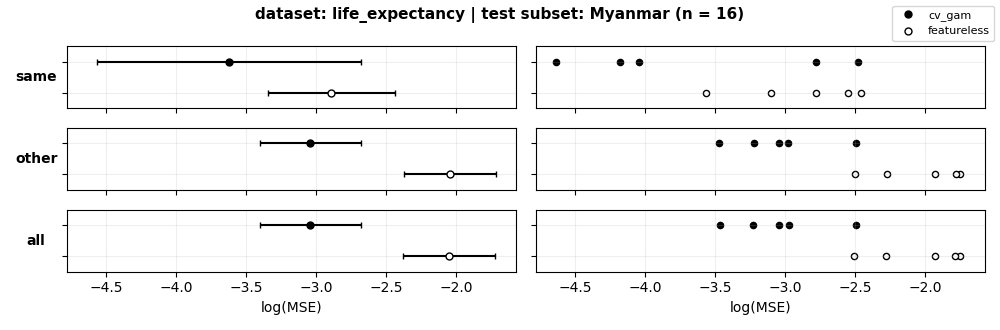 dataset: life_expectancy | test subset: Myanmar (n = 16)
cv_gam
featureless
same
other
all
−4.5 −4.0 −3.5 −3.0 −2.5 −2.0
−4.5 −4.0 −3.5 −3.0 −2.5 −2.0
log(MSE)
log(MSE)